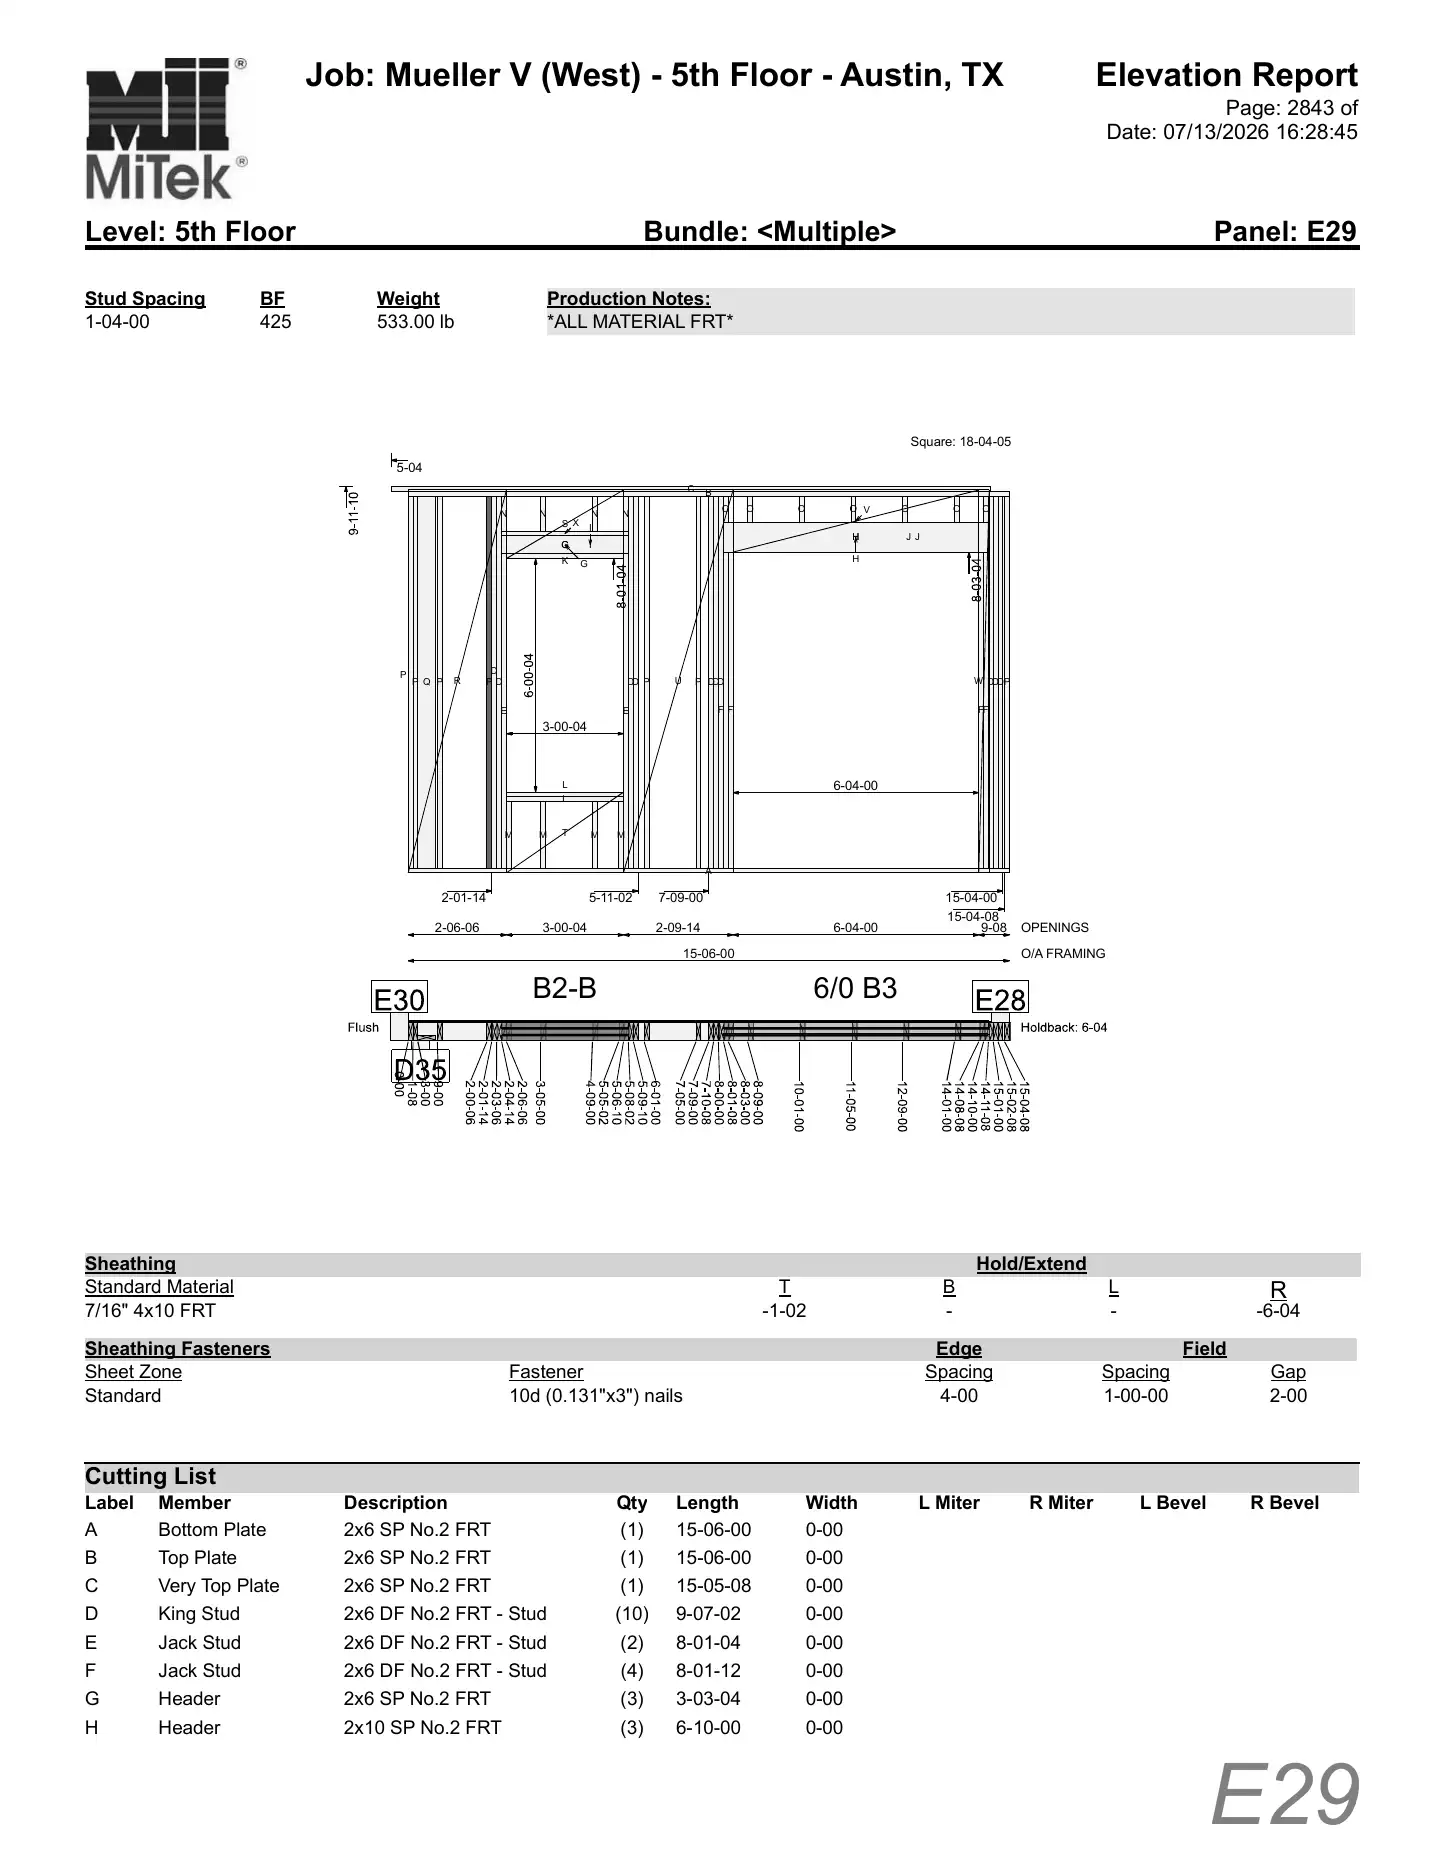 MiTek®
Job: Mueller V (West) - 5th Floor - Austin, TX
Elevation Report
Page: 2843 of
Date: 07/13/2026 16:28:45
Level: 5th Floor Bundle: <Multiple> Panel: E29
Stud Spacing BF Weight Production Notes:
1-04-00 425 533.00 lb *ALL MATERIAL FRT*
Square: 18-04-05
5-04
9-11-10
C
B
N N N N
O O O O O O
S X I
V
G
H J J
K G
H
8-01-04
8-03-04
6-00-04
P P Q P R P D D
D D P U P D D D
W D D D P
E E F F F F
3-00-04
L
I
6-04-00
M M T M M
A
2-01-14 5-11-02 7-09-00 15-04-00
15-04-08
2-06-06 3-00-04 2-09-14 6-04-00 9-08 OPENINGS
15-06-00 O/A FRAMING
E30 B2-B 6/0 B3 E28
Flush Holdback: 6-04
D35
1-08
2-00-06
2-01-14
2-03-06
2-04-14
2-06-06
3-05-00
4-09-00
5-05-02
5-06-10
5-08-02
5-09-10
6-01-00
7-05-00
7-09-00
7-10-08
8-00-00
8-01-08
8-03-00
8-09-00
10-01-00
11-05-00
12-09-00
14-01-00
14-08-08
14-10-00
14-11-08
15-01-00
15-02-08
15-04-08
Sheathing Hold/Extend
Standard Material T B L R
7/16" 4x10 FRT -1-02 - - -6-04
Sheathing Fasteners Edge Field
Sheet Zone Fastener Spacing Spacing Gap
Standard 10d (0.131"x3") nails 4-00 1-00-00 2-00
Cutting List
Label Member Description Qty Length Width L Miter R Miter L Bevel R Bevel
A Bottom Plate 2x6 SP No.2 FRT (1) 15-06-00 0-00
B Top Plate 2x6 SP No.2 FRT (1) 15-06-00 0-00
C Very Top Plate 2x6 SP No.2 FRT (1) 15-05-08 0-00
D King Stud 2x6 DF No.2 FRT - Stud (10) 9-07-02 0-00
E Jack Stud 2x6 DF No.2 FRT - Stud (2) 8-01-04 0-00
F Jack Stud 2x6 DF No.2 FRT - Stud (4) 8-01-12 0-00
G Header 2x6 SP No.2 FRT (3) 3-03-04 0-00
H Header 2x10 SP No.2 FRT (3) 6-10-00 0-00
E29